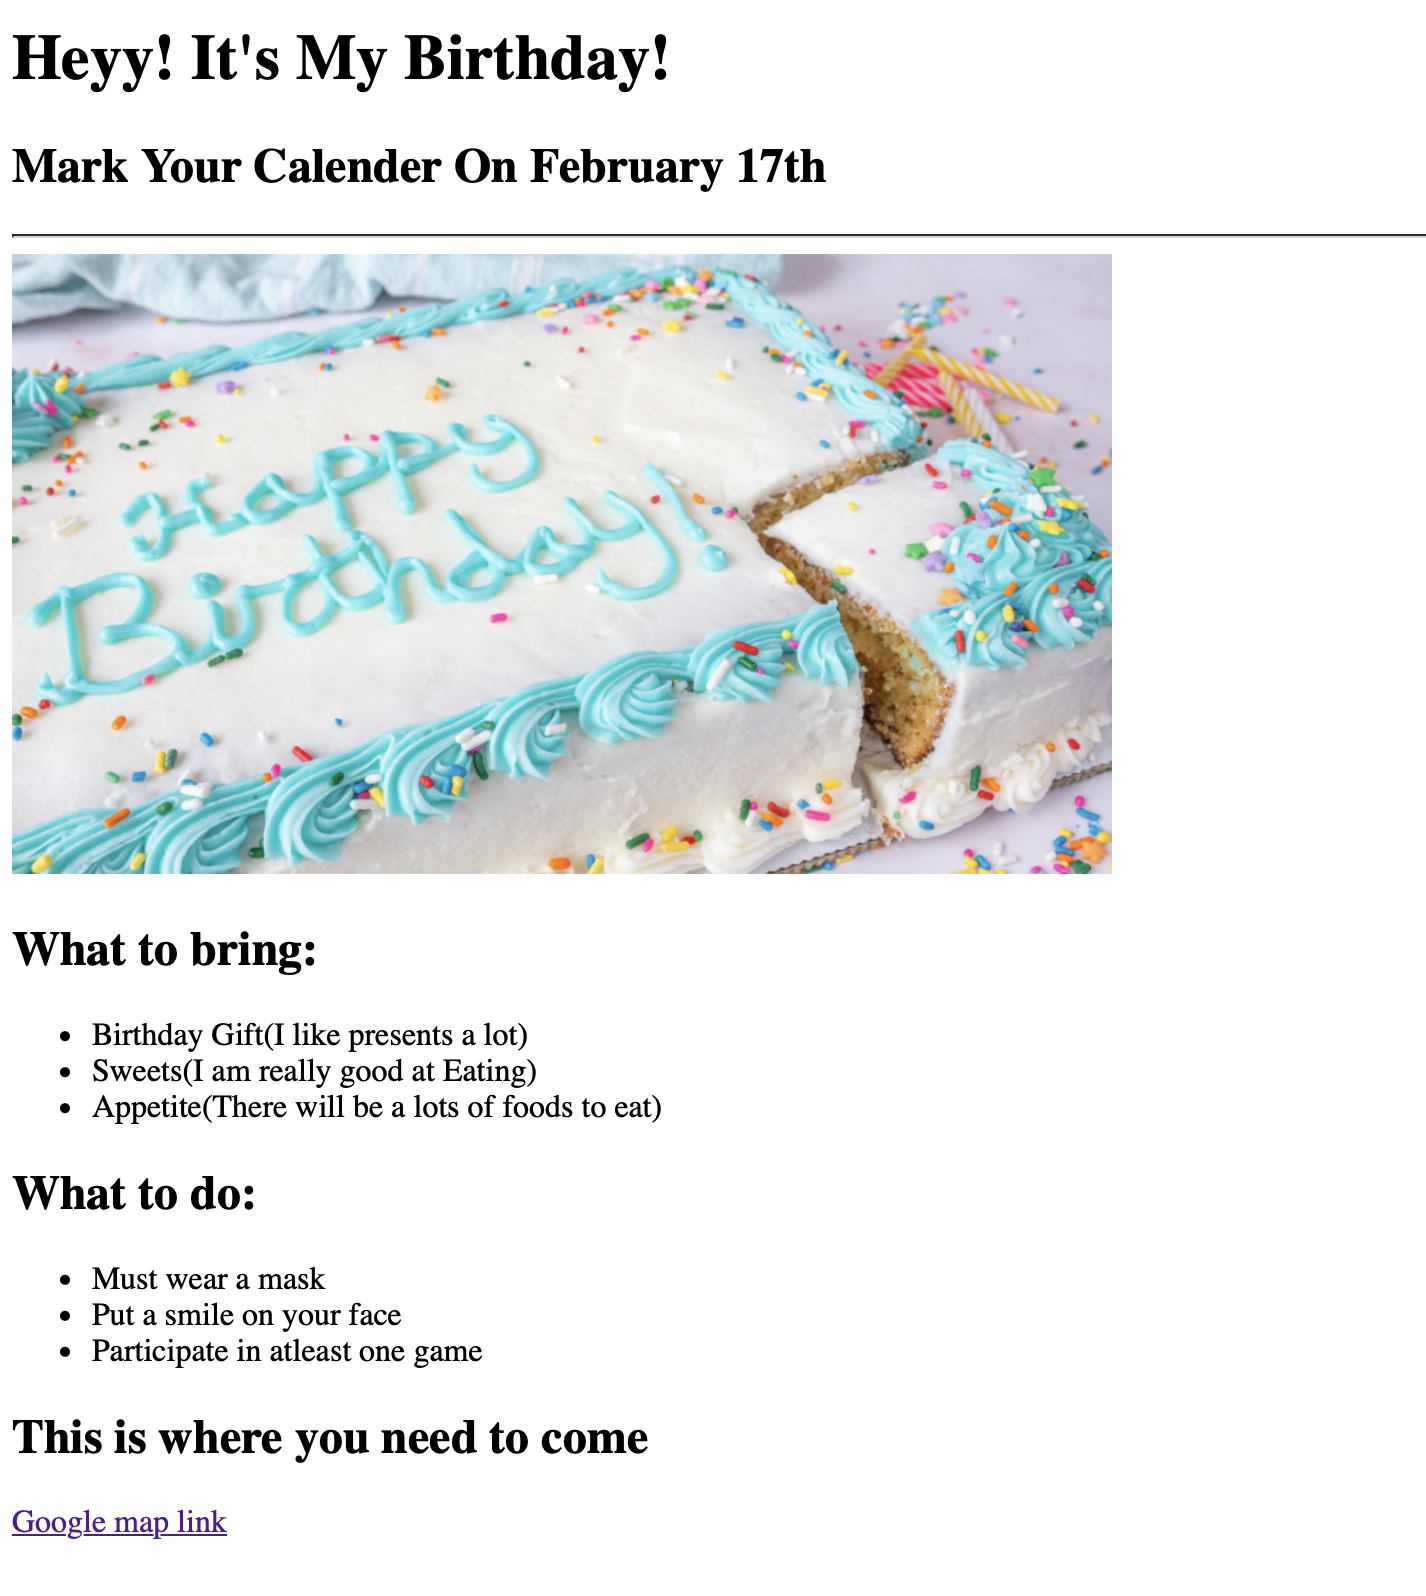 Heyy! It's My Birthday!
Mark Your Calender On February 17th
Happy
Birthday!
What to bring:
• Birthday Gift(I like presents a lot)
• Sweets(I am really good at Eating)
• Appetite(There will be a lots of foods to eat)
What to do:
• Must wear a mask
• Put a smile on your face
• Participate in atleast one game
This is where you need to come
Google map link